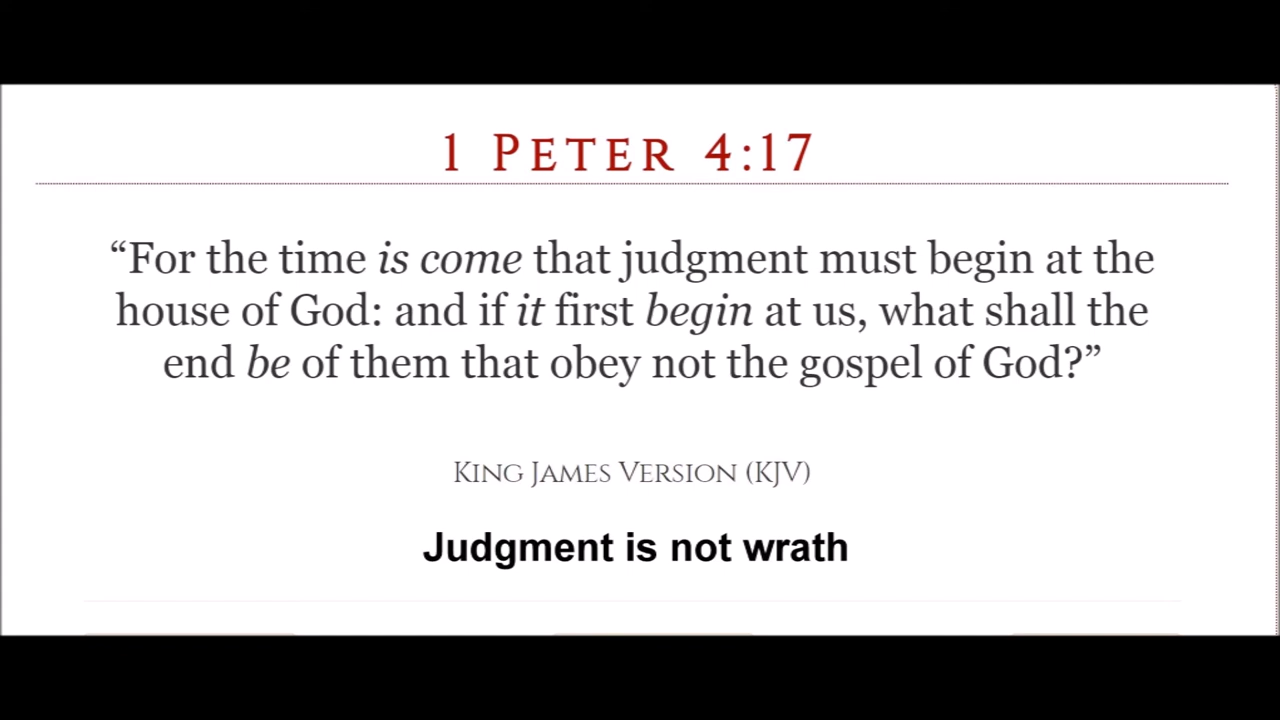 1 PETER 4:17
“For the time is come that judgment must begin at the
house of God: and if it first begin at us, what shall the
end be of them that obey not the gospel of God?”
KING JAMES VERSION (KJV)
Judgment is not wrath